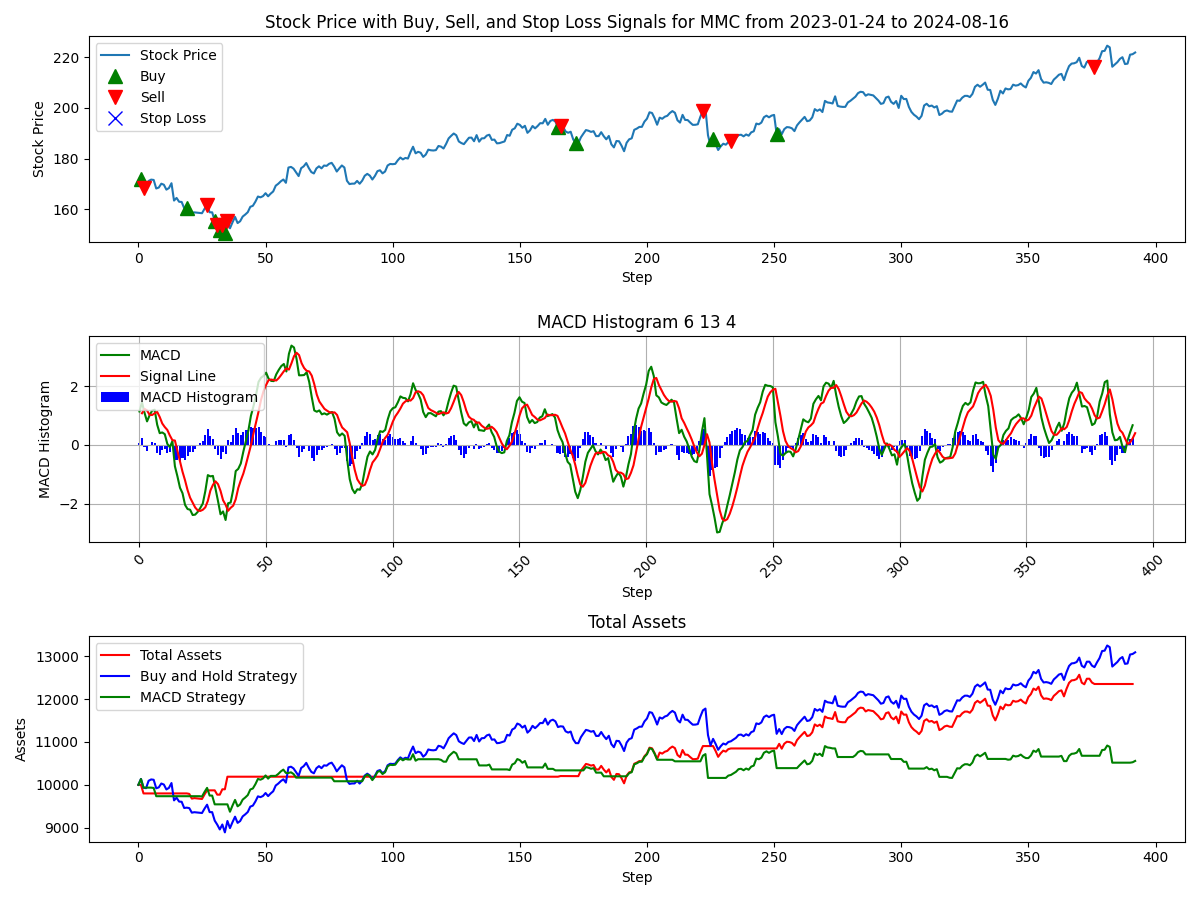 Stock Price with Buy, Sell, and Stop Loss Signals for MMC from 2023-01-24 to 2024-08-16
Stock Price
220
200
180
160
Stock Price
Buy
Sell
Stop Loss
0 50 100 150 200 250 300 350 400
Step
MACD Histogram 6 13 4
MACD Histogram
2
0
−2
MACD
Signal Line
MACD Histogram
0 50 100 150 200 250 300 350 400
Step
Total Assets
Assets
13000
12000
11000
10000
9000
Total Assets
Buy and Hold Strategy
MACD Strategy
0 50 100 150 200 250 300 350 400
Step